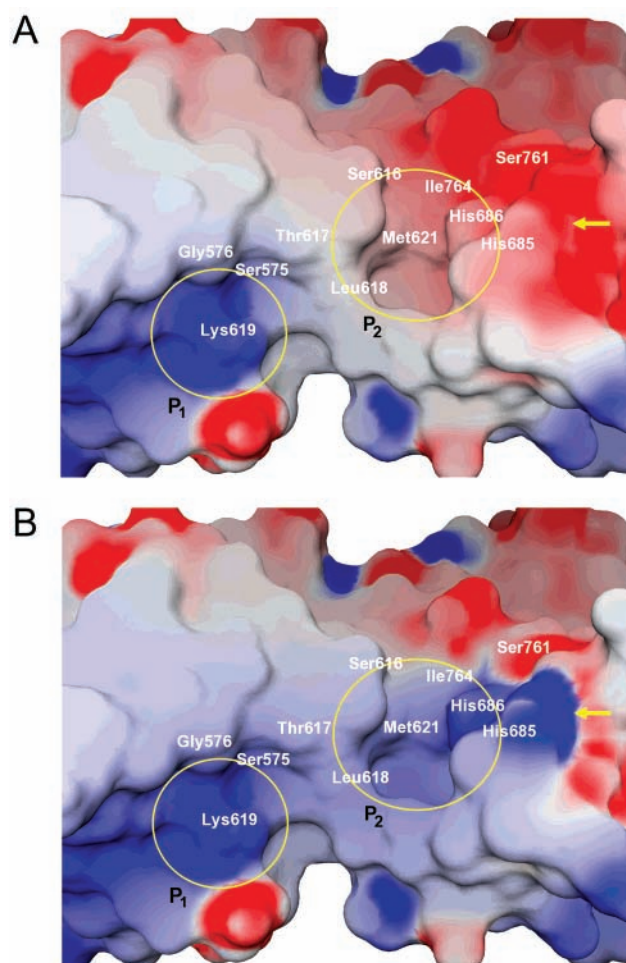 A
Ser761
Ser616
Ile764
His686
Thr617
Met621
His685
Gly576
Ser575
Leu618
Lys619
P2
P1
B
Ser761
Ser616
Ile764
His686
Thr617
Met621
His685
Gly576
Ser575
Leu618
Lys619
P2
P1